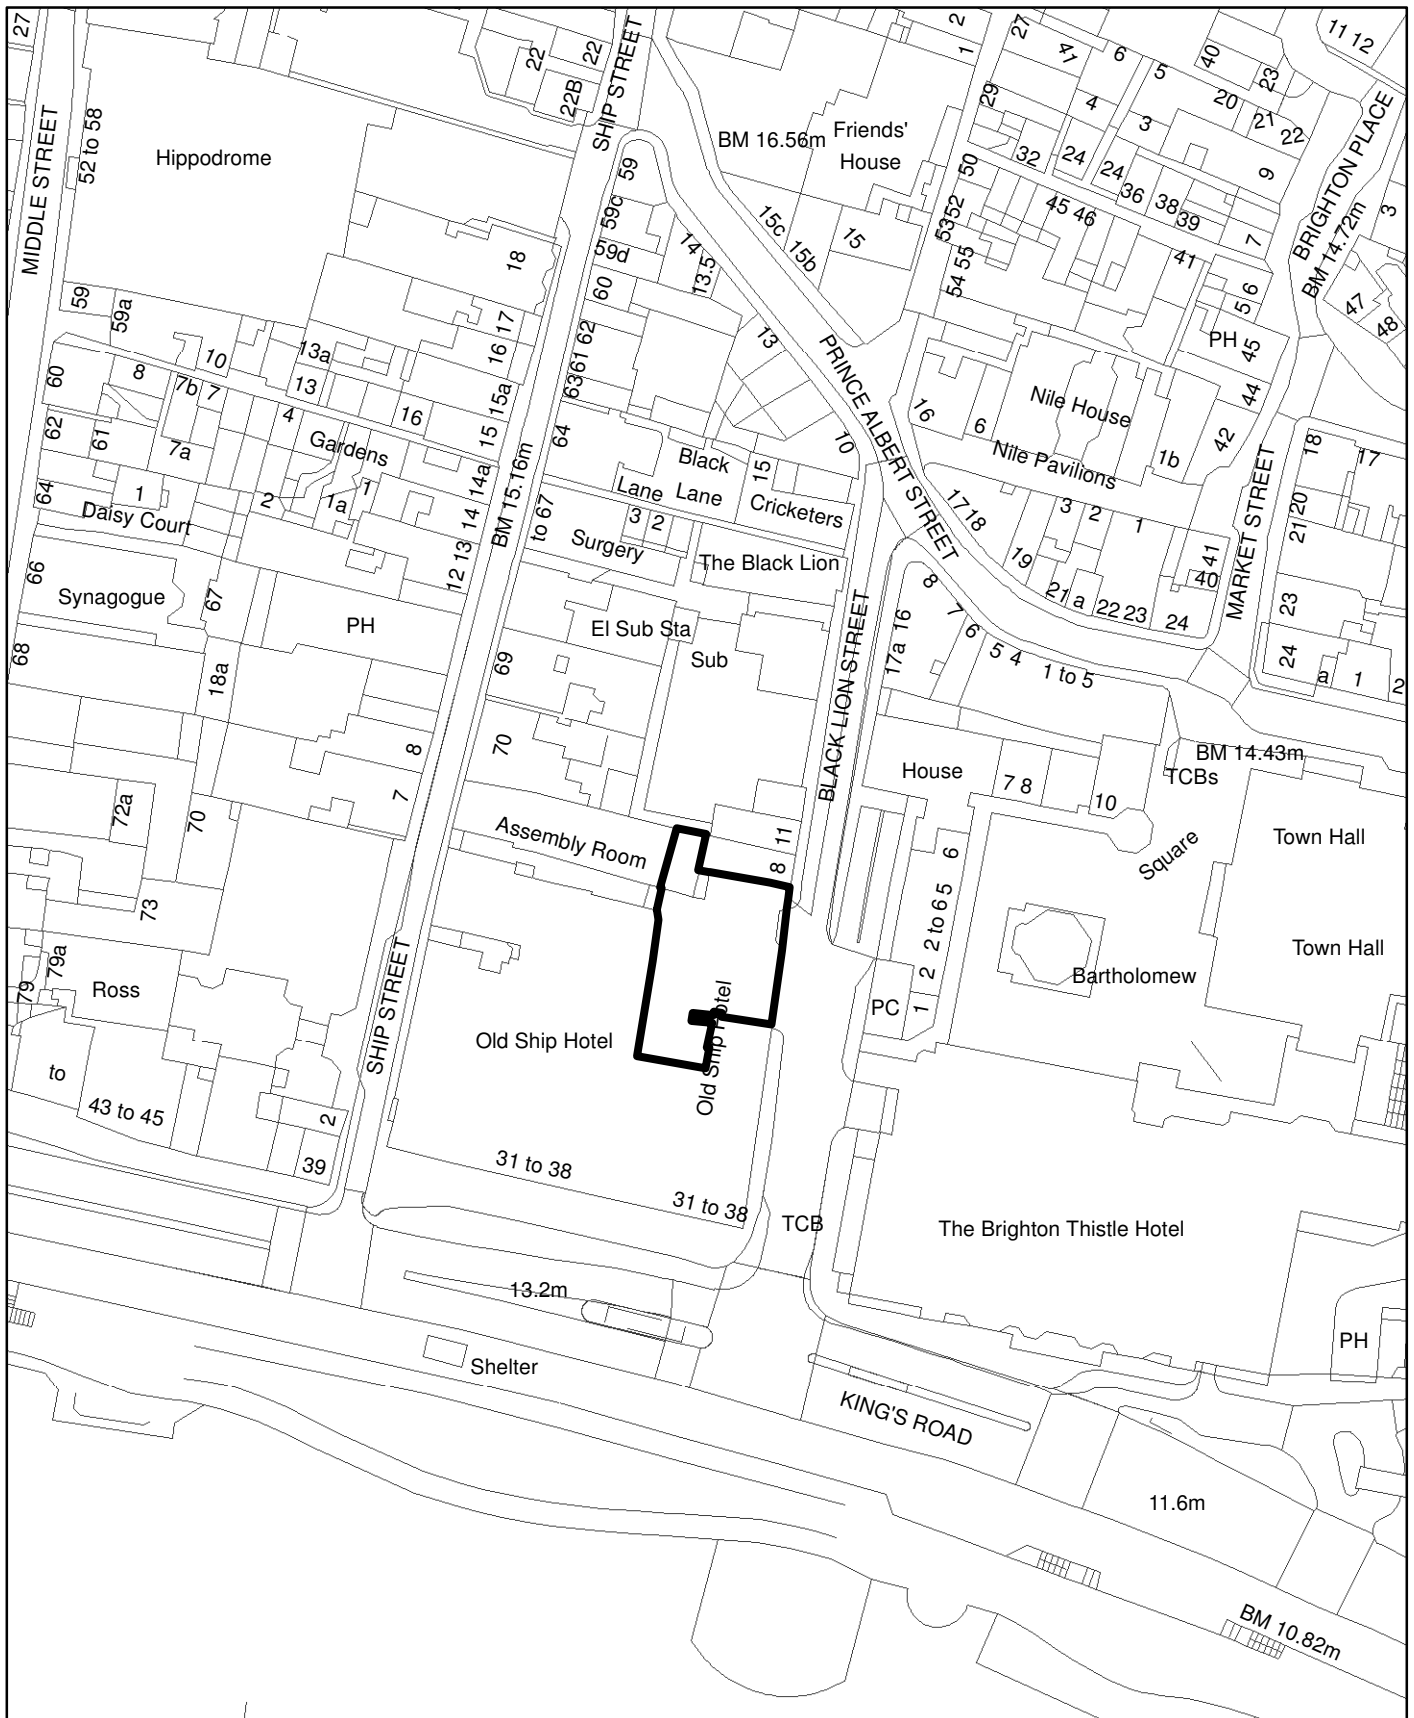 27
MIDDLE STREET
52 to 58
Hippodrome
22
22
22B
SHIP STREET
2
1
27
47
6
5
40
23
11 12
29
4
20
21
22
3
BM 16.56m
Friends'
House
32
24
24
36
38
39
9
BRIGHTON PLACE
BM 14.72m
3
50
53 52
54 55
45 46
41
7
5 6
PH
45
44
42
47
48
59
59c
59d
60
14
13.5
13
15c
15b
15
18
16 17
15a
15
63 61 62
64
59
59a
10
13a
13
16
8
7b
7
7a
4
Gardens
60
62
61
64
1
Daisy Court
2
1a
1
14a
14
12 13
BM 15.16m
to 67
Black
Lane
Lane
15
Cricketers
10
3
2
Surgery
The Black Lion
PRINCE ALBERT STREET
16
6
Nile House
Nile Pavilions
1b
17 18
19
3
2
1
21
a
22 23
24
41
40
MARKET STREET
18
17
20
21
23
24
a
1
2
66
Synagogue
67
68
18a
PH
El Sub Sta
Sub
69
70
8
7
BLACK LION STREET
17a 16
8
7
6
5 4
1 to 5
BM 14.43m
TCBs
House
7 8
10
Square
Town Hall
Town Hall
72a
70
73
79a
79
Ross
to
43 to 45
2
39
SHIP STREET
Assembly Room
11
8
Old Ship Hotel
Old Ship Hotel
31 to 38
31 to 38
6
2 to 6 5
2
1
PC
Bartholomew
TCB
The Brighton Thistle Hotel
PH
13.2m
Shelter
KING'S ROAD
11.6m
BM 10.82m